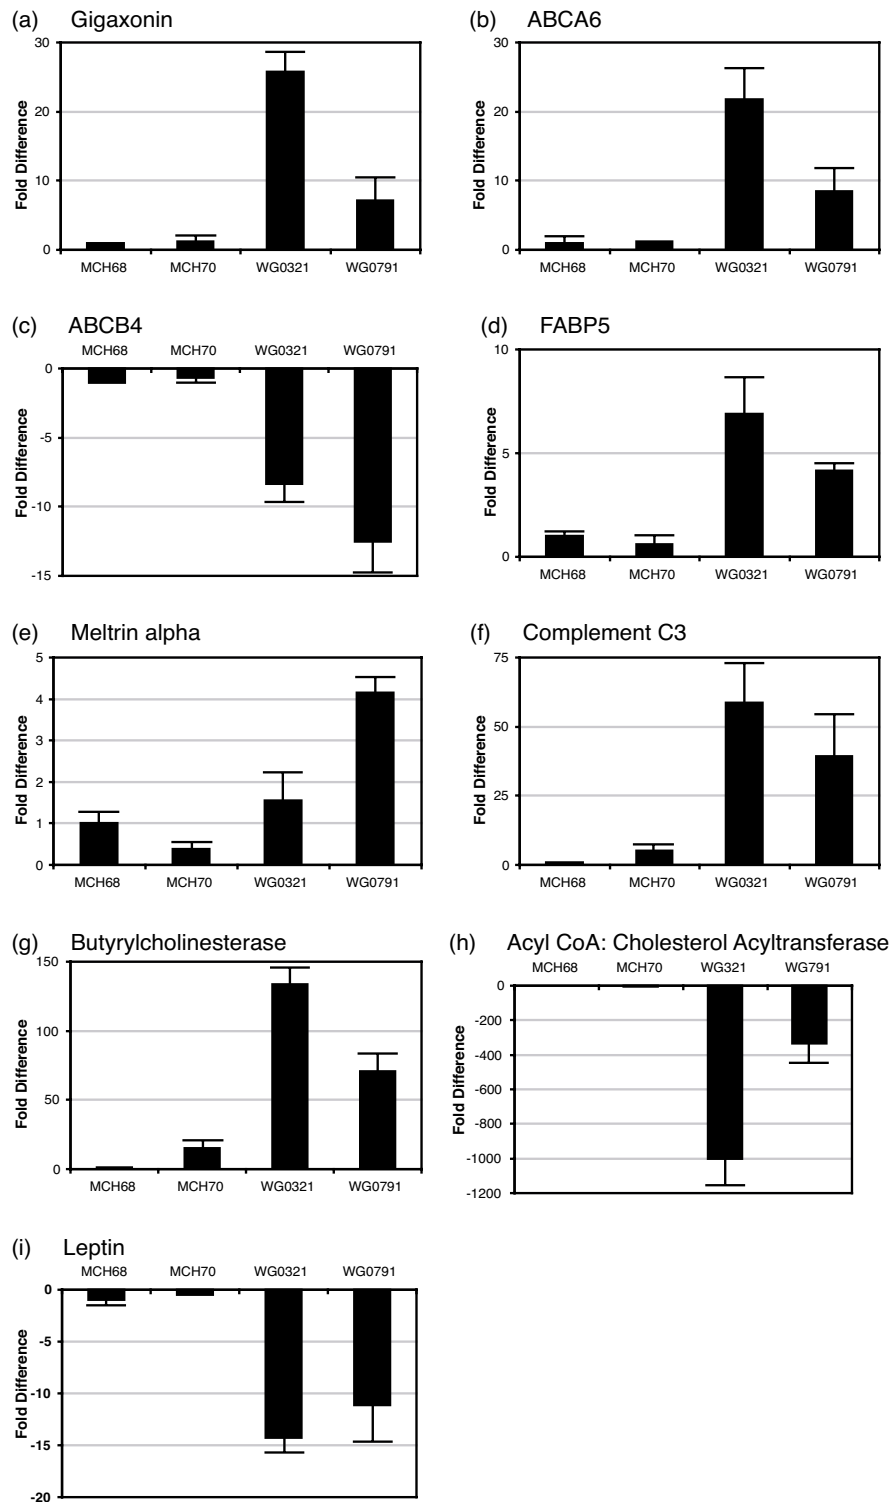 (a) Gigaxonin
30
20
10
0
Fold Difference
MCH68 MCH70 WG0321 WG0791
(b) ABCA6
30
20
10
0
Fold Difference
MCH68 MCH70 WG0321 WG0791
(c) ABCB4
MCH68 MCH70 WG0321 WG0791
0
-5
-10
-15
Fold Difference
(d) FABP5
10
5
0
Fold Difference
MCH68 MCH70 WG0321 WG0791
(e) Meltrin alpha
5
4
3
2
1
0
Fold Difference
MCH68 MCH70 WG0321 WG0791
(f) Complement C3
75
50
25
0
Fold Difference
MCH68 MCH70 WG0321 WG0791
(g) Butyrylcholinesterase
150
100
50
0
Fold Difference
MCH68 MCH70 WG0321 WG0791
(h) Acyl CoA: Cholesterol Acyltransferase
MCH68 MCH70 WG321 WG791
0
-200
-400
-600
-800
-1000
-1200
Fold Difference
(i) Leptin
MCH68 MCH70 WG0321 WG0791
0
-5
-10
-15
-20
Fold Difference